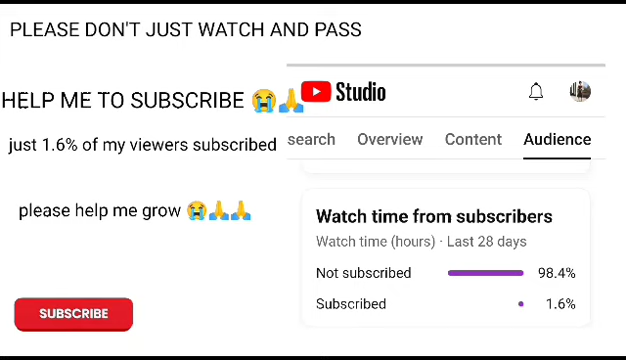 PLEASE DON'T JUST WATCH AND PASS
HELP ME TO SUBSCRIBE 😭🙏
just 1.6% of my viewers subscribed
please help me grow 😭🙏🙏
SUBSCRIBE
Studio
search Overview Content Audience
Watch time from subscribers
Watch time (hours) · Last 28 days
Not subscribed 98.4%
Subscribed 1.6%